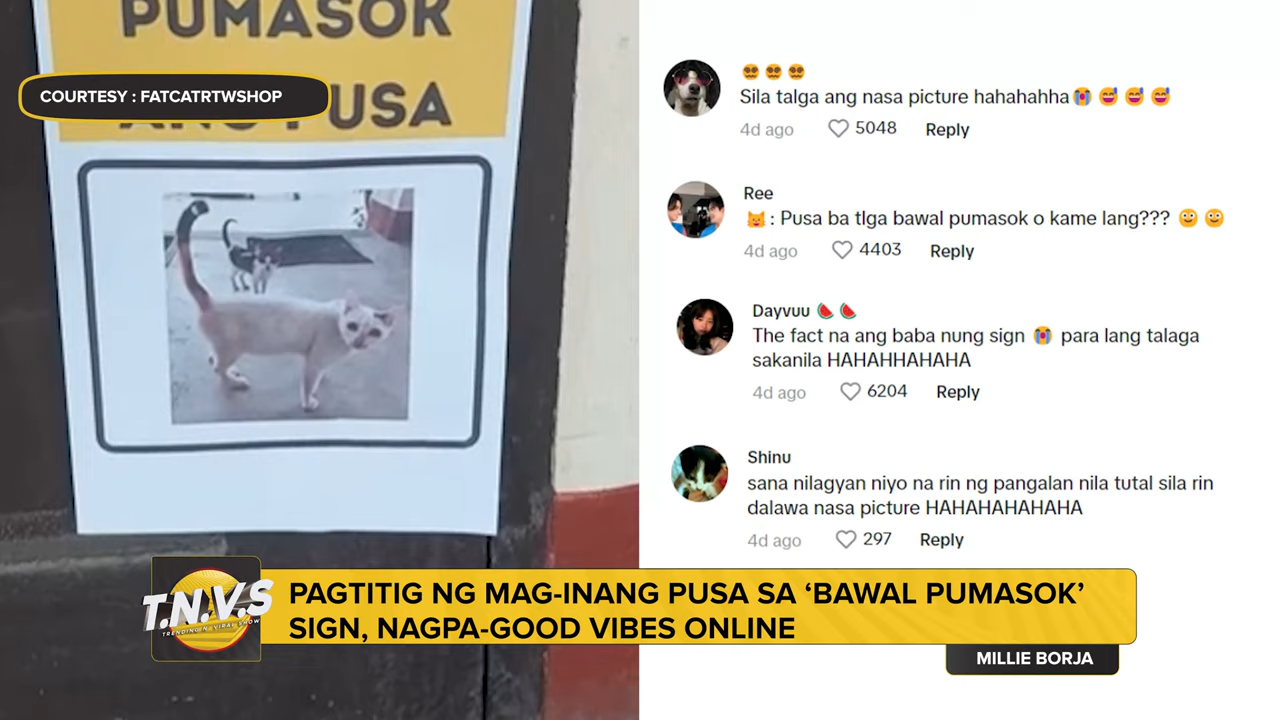 PUMASOK
COURTESY : FATCATRTWSHOP
PUSA
Sila talga ang nasa picture hahahahha😭 😅 😅 😅
4d ago 5048 Reply
Ree
😺 : Pusa ba tlga bawal pumasok o kame lang???
4d ago 4403 Reply
Dayvuu 🍉 🍉
The fact na ang baba nung sign 😭 para lang talaga
sakanila HAHAHHAHAHA
4d ago 6204 Reply
Shinu
sana nilagyan niyo na rin ng pangalan nila tutal sila rin
dalawa nasa picture HAHAHAHAHAHA
4d ago 297 Reply
T.N.V.S
TRENDING N' VIRAL SHOW
PAGTITIG NG MAG-INANG PUSA SA ‘BAWAL PUMASOK’
SIGN, NAGPA-GOOD VIBES ONLINE
MILLIE BORJA